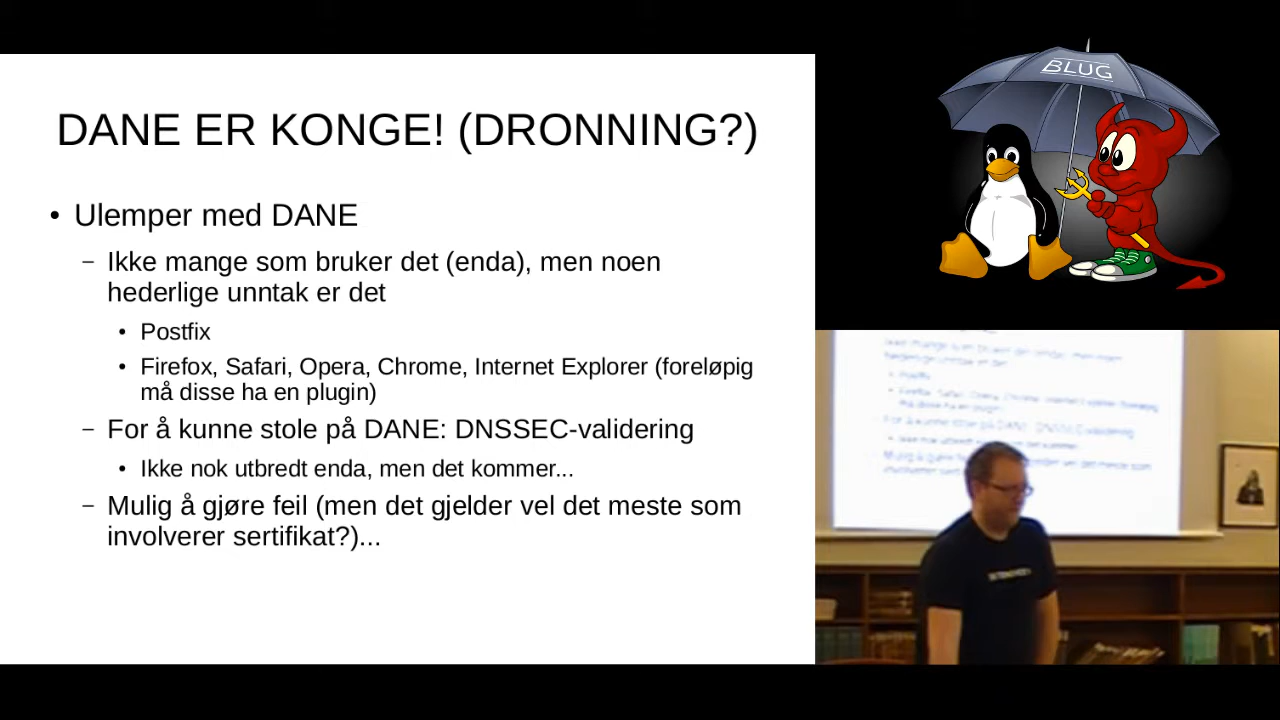 DANE ER KONGE! (DRONNING?)
• Ulemper med DANE
– Ikke mange som bruker det (enda), men noen
hederlige unntak er det
• Postfix
• Firefox, Safari, Opera, Chrome, Internet Explorer (foreløpig
må disse ha en plugin)
– For å kunne stole på DANE: DNSSEC-validering
• Ikke nok utbredt enda, men det kommer...
– Mulig å gjøre feil (men det gjelder vel det meste som
involverer sertifikat?)...
BLUG